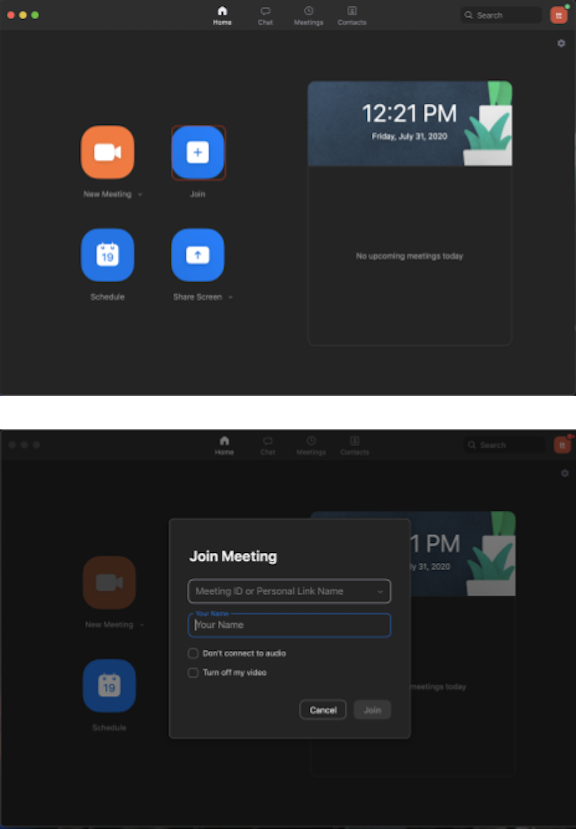 Home Chat Meetings Contacts
Search
12:21 PM
Friday, July 31, 2020
New Meeting Join
19
Schedule Share Screen
No upcoming meetings today
Home Chat Meetings Contacts
Search
1 PM
ly 31, 2020
Join Meeting
Meeting ID or Personal Link Name
Your Name
Your Name
New Meeting
Don't connect to audio
Turn off my video
19
meetings today
Cancel Join
Schedule